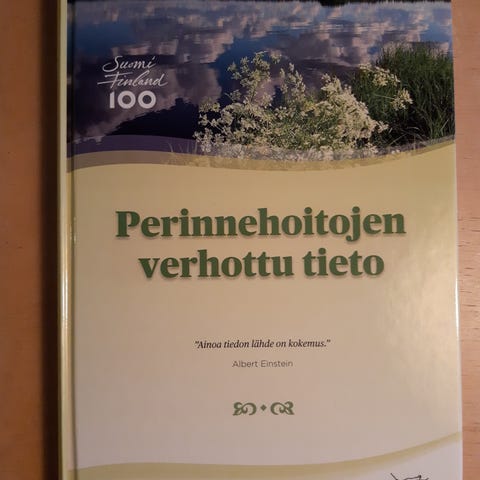 Suomi
Finland
100
Perinnehoitojen
verhottu tieto
"Ainoa tiedon lähde on kokemus."
Albert Einstein